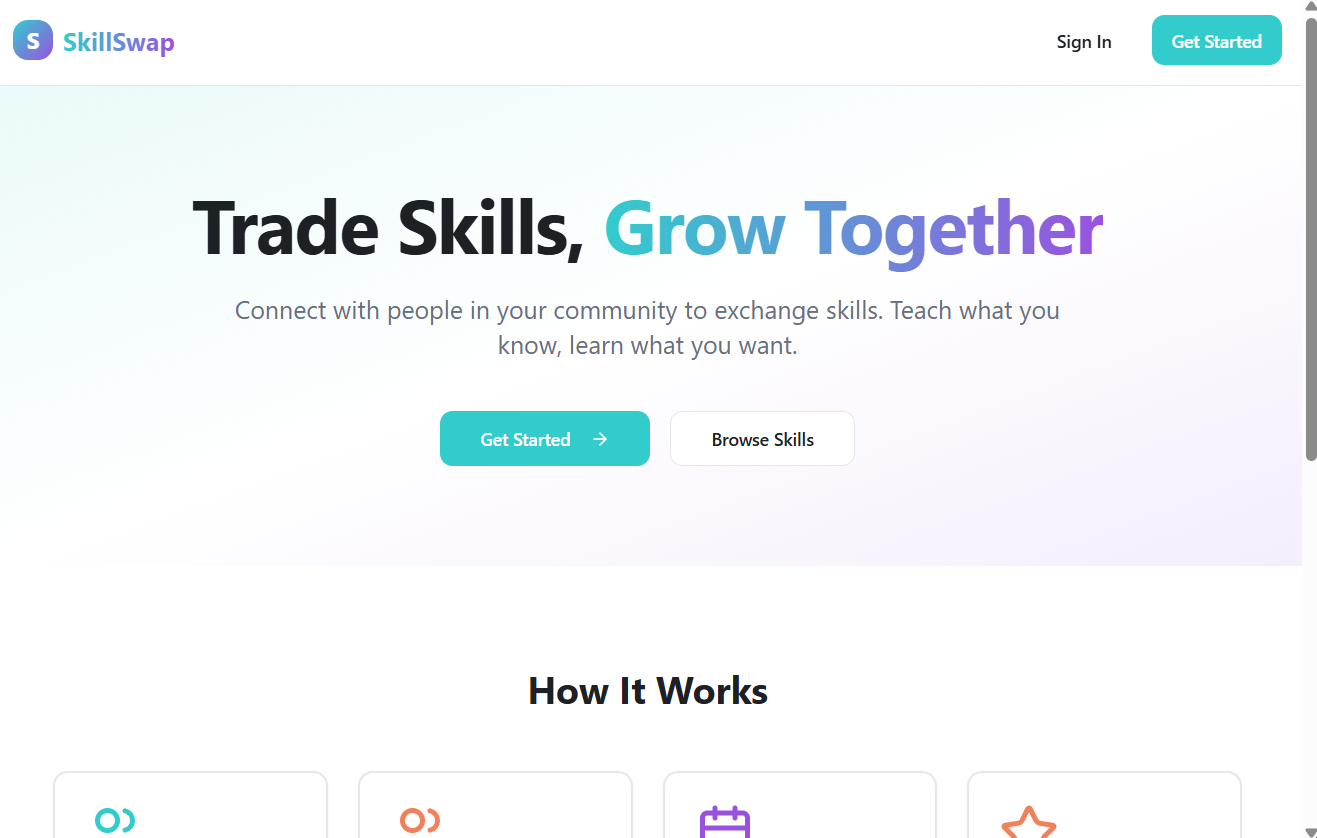 S SkillSwap
Sign In
Get Started
Trade Skills, Grow Together
Connect with people in your community to exchange skills. Teach what you
know, learn what you want.
Get Started →
Browse Skills
How It Works